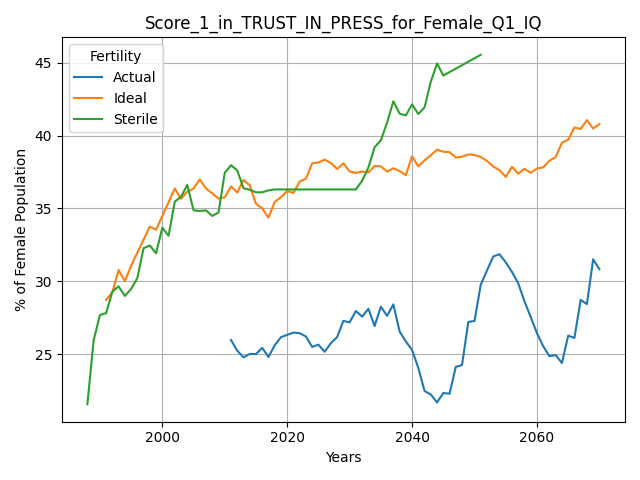 Score_1_in_TRUST_IN_PRESS_for_Female_Q1_IQ
Fertility
Actual
Ideal
Sterile
% of Female Population
45
40
35
30
25
2000
2020
2040
2060
Years